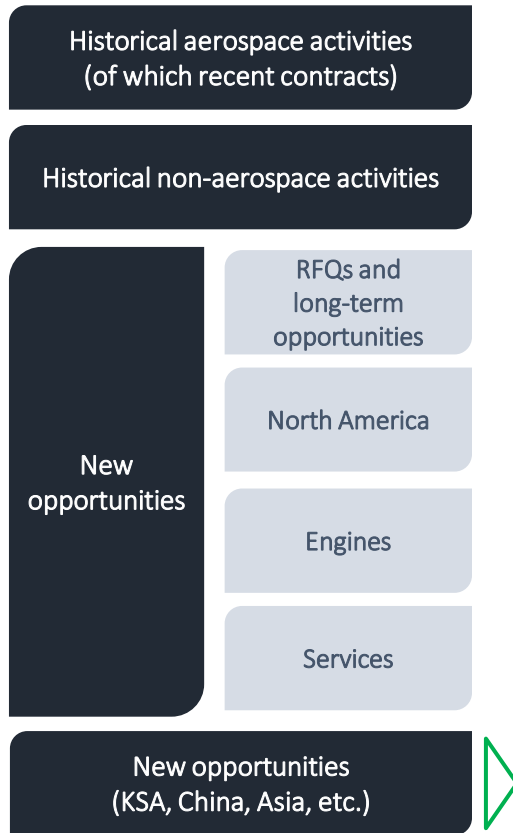 Historical aerospace activities
(of which recent contracts)
Historical non-aerospace activities
New
opportunities
RFQs and
long-term
opportunities
North America
Engines
Services
New opportunities
(KSA, China, Asia, etc.)